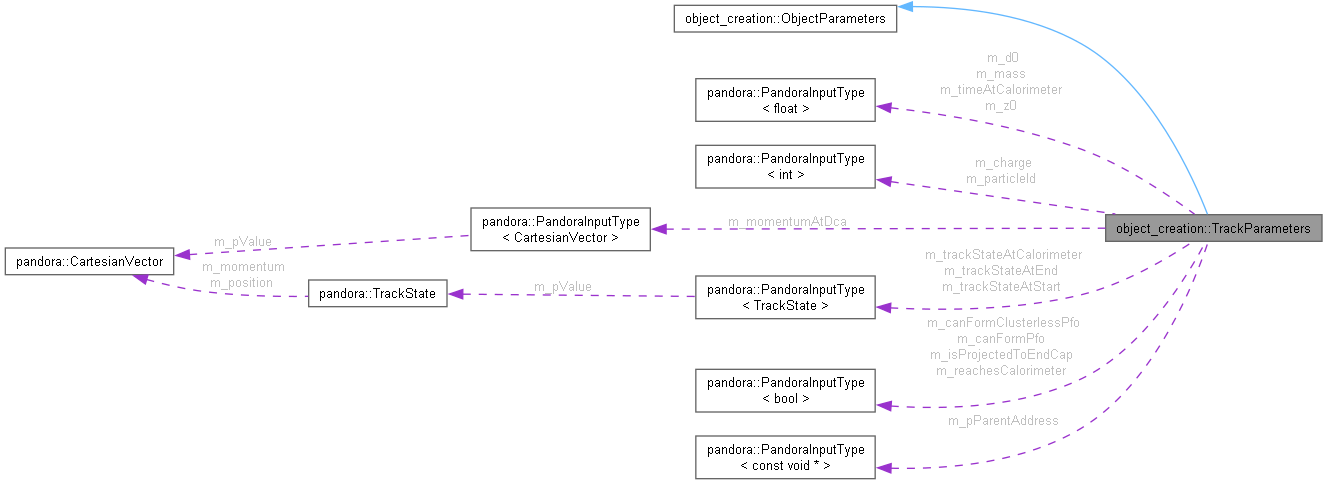 object_creation::ObjectParameters
m_d0
m_mass
m_timeAtCalorimeter
m_z0
pandora::PandoraInputType
< float >
pandora::PandoraInputType
< int >
m_charge
m_particleId
object_creation::TrackParameters
m_momentumAtDca
pandora::PandoraInputType
< CartesianVector >
m_pValue
pandora::CartesianVector
m_momentum
m_position
pandora::TrackState
m_pValue
pandora::PandoraInputType
< TrackState >
m_trackStateAtCalorimeter
m_trackStateAtEnd
m_trackStateAtStart
m_canFormClusterlessPfo
m_canFormPfo
m_isProjectedToEndCap
m_reachesCalorimeter
pandora::PandoraInputType
< bool >
m_pParentAddress
pandora::PandoraInputType
< const void * >